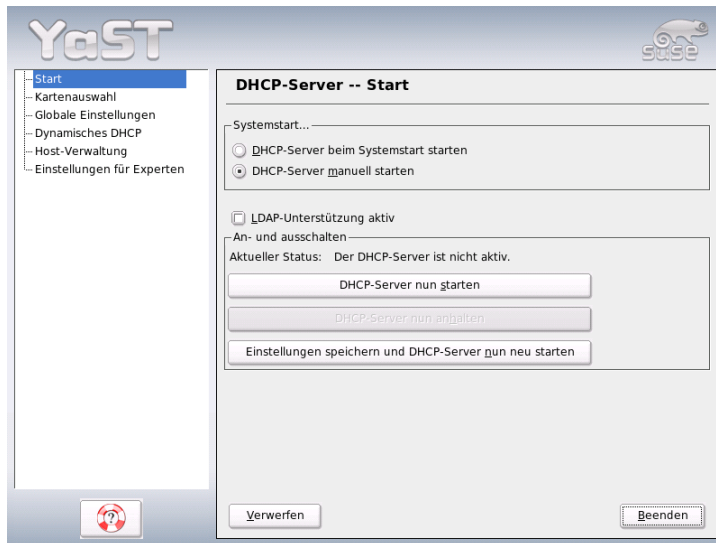 YaST
SUSE
Start
Kartenauswahl
Globale Einstellungen
Dynamisches DHCP
Host-Verwaltung
Einstellungen für Experten
DHCP-Server -- Start
Systemstart...
DHCP-Server beim Systemstart starten
DHCP-Server manuell starten
LDAP-Unterstützung aktiv
An- und ausschalten
Aktueller Status: Der DHCP-Server ist nicht aktiv.
DHCP-Server nun starten
DHCP-Server nun anhalten
Einstellungen speichern und DHCP-Server nun neu starten
?
Verwerfen
Beenden